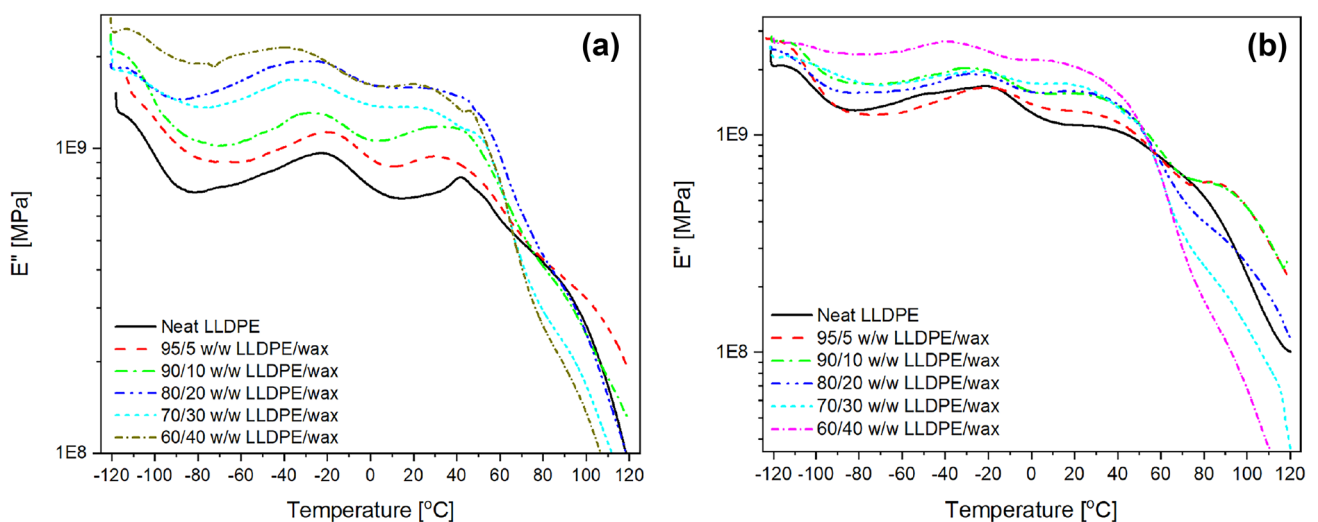 (a)
E" [MPa]
1E9
1E8
Neat LLDPE
95/5 w/w LLDPE/wax
90/10 w/w LLDPE/wax
80/20 w/w LLDPE/wax
70/30 w/w LLDPE/wax
60/40 w/w LLDPE/wax
-120 -100 -80 -60 -40 -20 0 20 40 60 80 100 120
Temperature [°C]
(b)
E" [MPa]
1E9
1E8
Neat LLDPE
95/5 w/w LLDPE/wax
90/10 w/w LLDPE/wax
80/20 w/w LLDPE/wax
70/30 w/w LLDPE/wax
60/40 w/w LLDPE/wax
-120 -100 -80 -60 -40 -20 0 20 40 60 80 100 120
Temperature [°C]